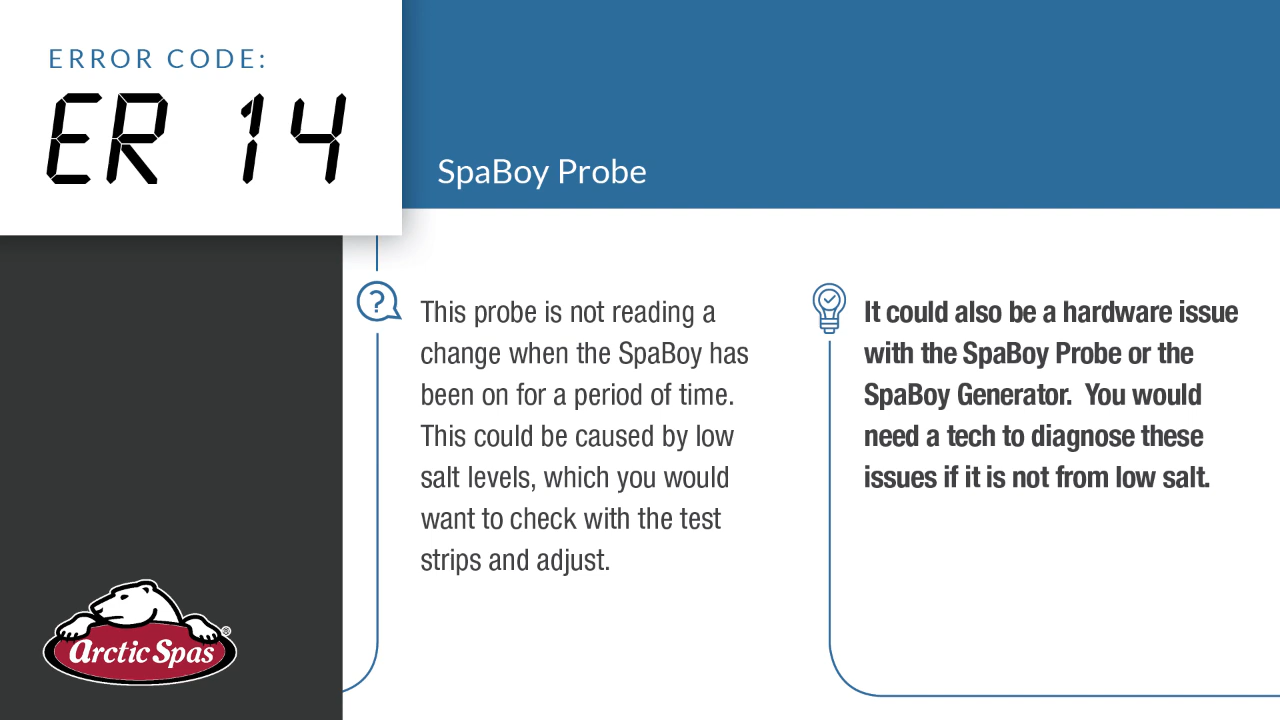 ERROR CODE:
ER 14
SpaBoy Probe
This probe is not reading a
change when the SpaBoy has
been on for a period of time.
This could be caused by low
salt levels, which you would
want to check with the test
strips and adjust.
It could also be a hardware issue
with the SpaBoy Probe or the
SpaBoy Generator.  You would
need a tech to diagnose these
issues if it is not from low salt.
Arctic Spas®